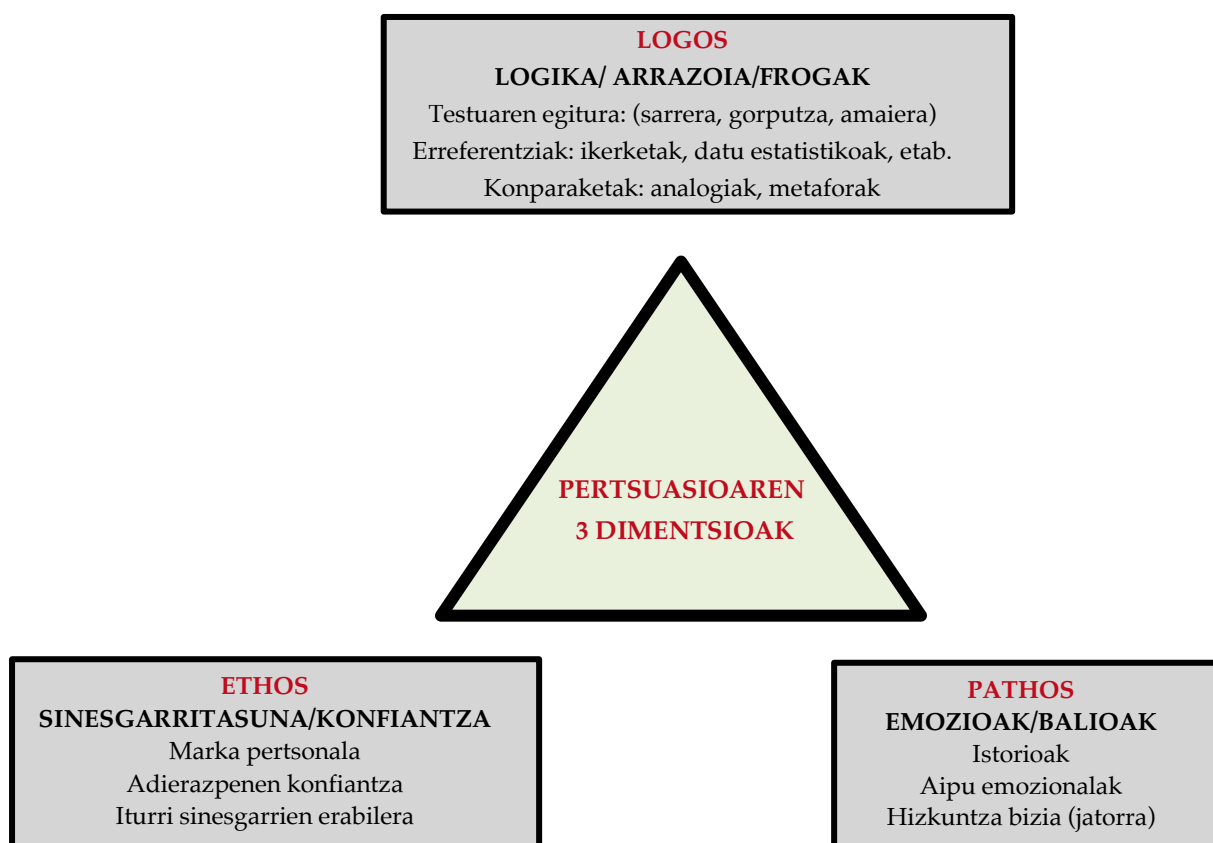 LOGOS
LOGIKA/ ARRAZOIA/FROGAK
Testuaren egitura: (sarrera, gorputza, amaiera)
Erreferentziak: ikerketak, datu estatistikoak, etab.
Konparaketak: analogiak, metaforak
PERTSUASIOAREN
3 DIMENTSIOAK
ETHOS
SINESGARRITASUNA/KONFIANTZA
Marka pertsonala
Adierazpenen konfiantza
Iturri sinesgarrien erabilera
PATHOS
EMOZIOAK/BALIOAK
Istorioak
Aipu emozionalak
Hizkuntza bizia (jatorra)